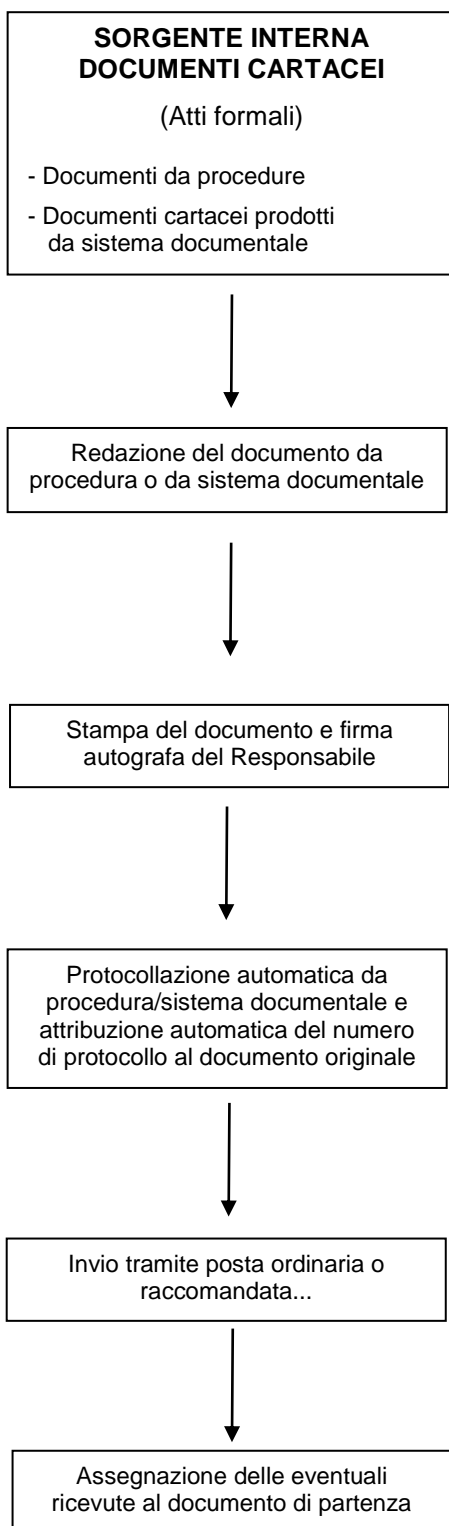 SORGENTE INTERNA
DOCUMENTI CARTACEI
(Atti formali)
- Documenti da procedure
- Documenti cartacei prodotti
da sistema documentale
Redazione del documento da
procedura o da sistema documentale
Stampa del documento e firma
autografa del Responsabile
Protocollazione automatica da
procedura/sistema documentale e
attribuzione automatica del numero
di protocollo al documento originale
Invio tramite posta ordinaria o
raccomandata...
Assegnazione delle eventuali
ricevute al documento di partenza